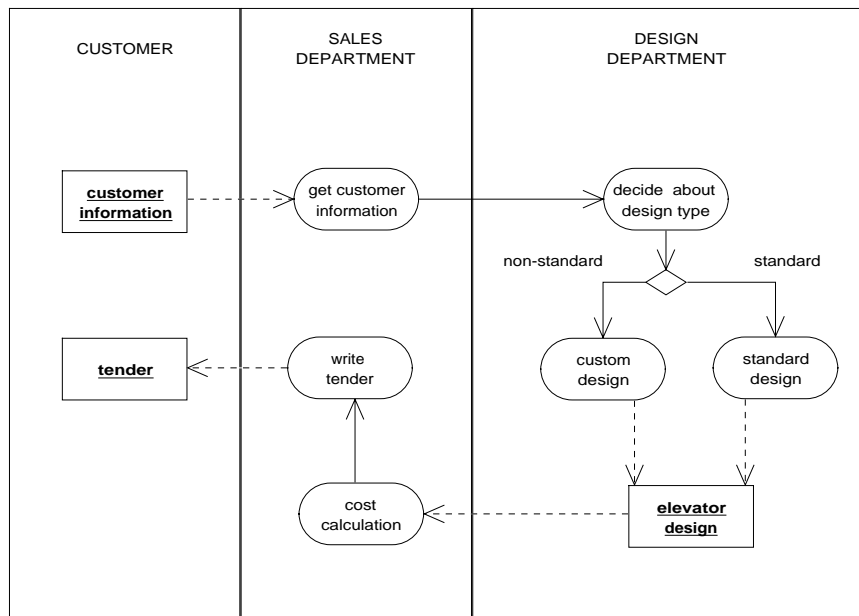 CUSTOMER
SALES
DEPARTMENT
DESIGN
DEPARTMENT
customer
information
get customer
information
decide about
design type
non-standard
standard
tender
write
tender
custom
design
standard
design
cost
calculation
elevator
design